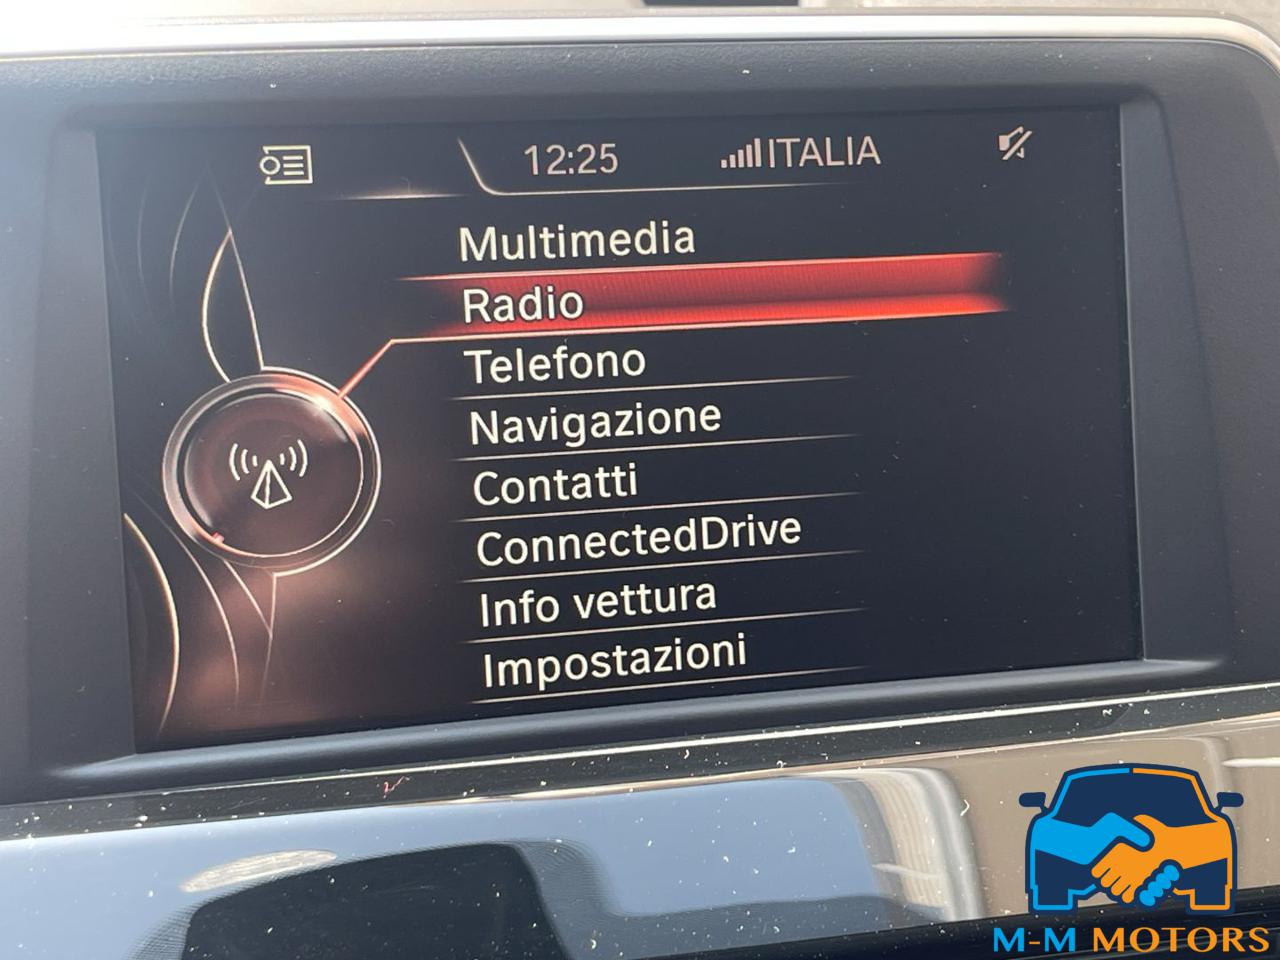 12:25
ITALIA
Multimedia
Radio
Telefono
Navigazione
Contatti
ConnectedDrive
Info vettura
Impostazioni
M-M MOTORS